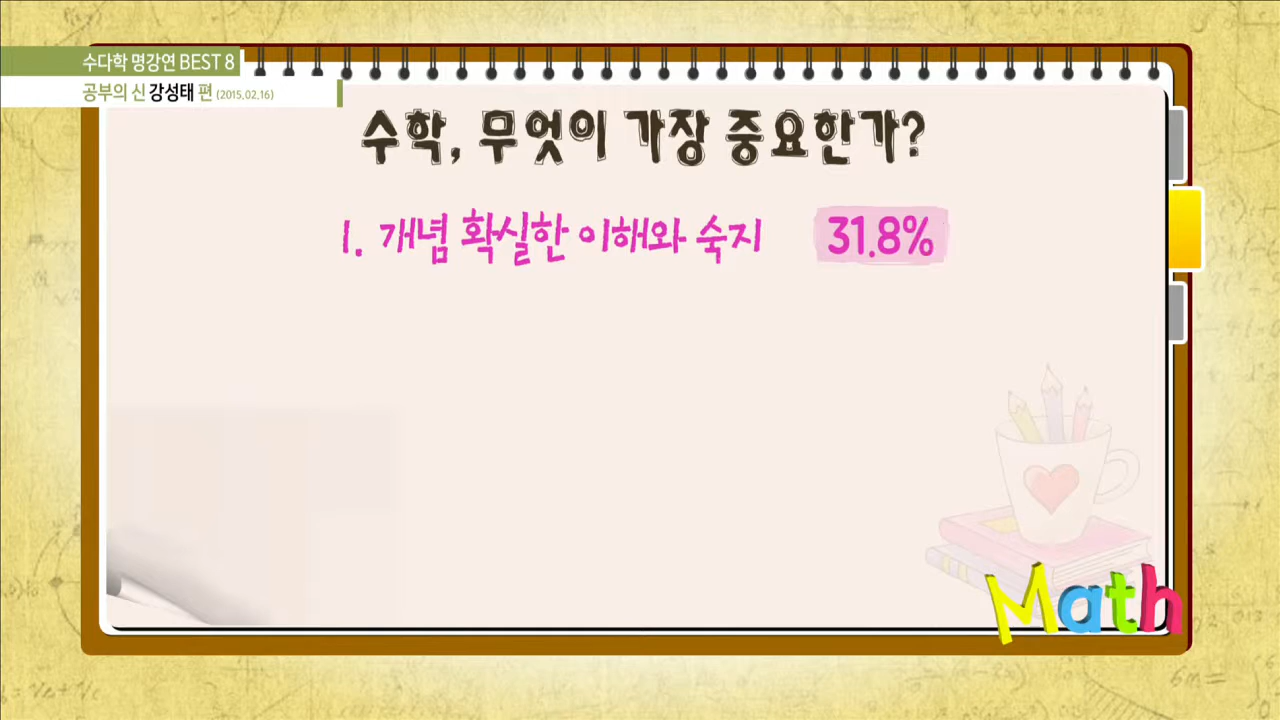 수다학 명강연 BEST 8
공부의 신 강성태 편 (2015.02.16)
수학, 무엇이 가장 중요한가?
1. 개념 확실한 이해와 숙지 31.8%
Math